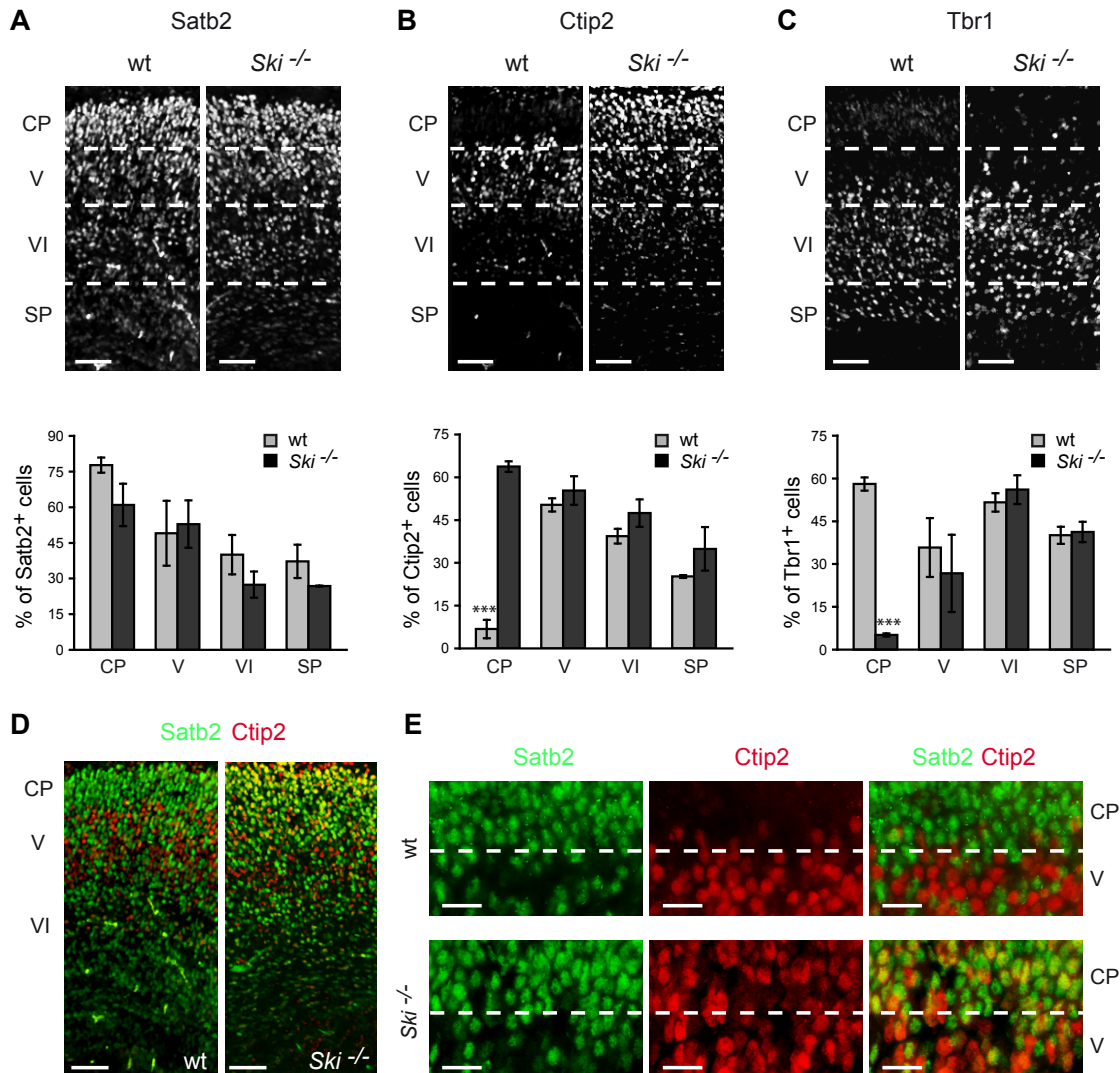 A Satb2
wt Ski -/-
CP
V
VI
SP
B Ctip2
wt Ski -/-
CP
V
VI
SP
C Tbr1
wt Ski -/-
CP
V
VI
SP
% of Satb2+ cells
90
75
60
45
30
15
0
wt
Ski -/-
CP V VI SP
% of Ctip2+ cells
75
60
45
30
15
0
wt
Ski -/-
***
CP V VI SP
% of Tbr1+ cells
75
60
45
30
15
0
wt
Ski -/-
***
CP V VI SP
D Satb2 Ctip2
CP
V
VI
wt Ski -/-
E
Satb2 Ctip2 Satb2 Ctip2
wt
CP
V
Ski -/-
CP
V